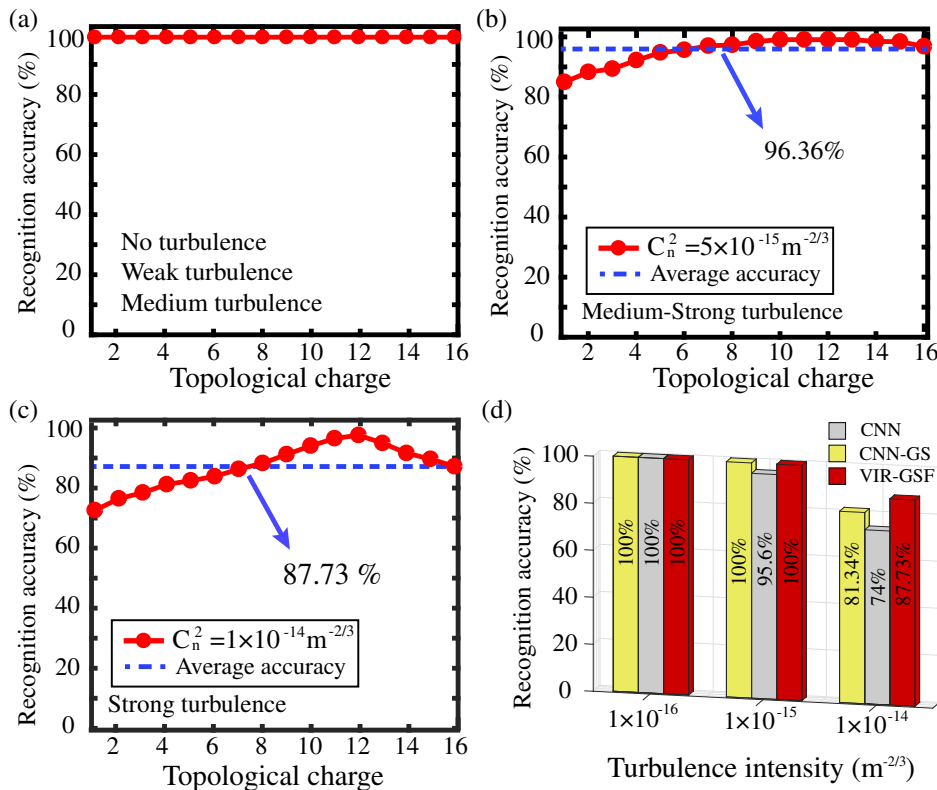 (a)
Recognition accuracy (%)
100
80
60
40
20
0
No turbulence
Weak turbulence
Medium turbulence
2 4 6 8 10 12 14 16
Topological charge
(b)
Recognition accuracy (%)
100
80
60
40
20
0
96.36%
C_n^2 =5×10^-15 m^-2/3
Average accuracy
Medium-Strong turbulence
2 4 6 8 10 12 14 16
Topological charge
(c)
Recognition accuracy (%)
100
80
60
40
20
0
87.73 %
C_n^2 =1×10^-14 m^-2/3
Average accuracy
Strong turbulence
2 4 6 8 10 12 14 16
Topological charge
(d)
CNN
CNN-GS
VIR-GSF
Recognition accuracy (%)
100
80
60
40
20
0
100% 100% 100%
100% 95.6% 100%
81.34% 74% 87.73%
1×10^-16 1×10^-15 1×10^-14
Turbulence intensity (m^-2/3)